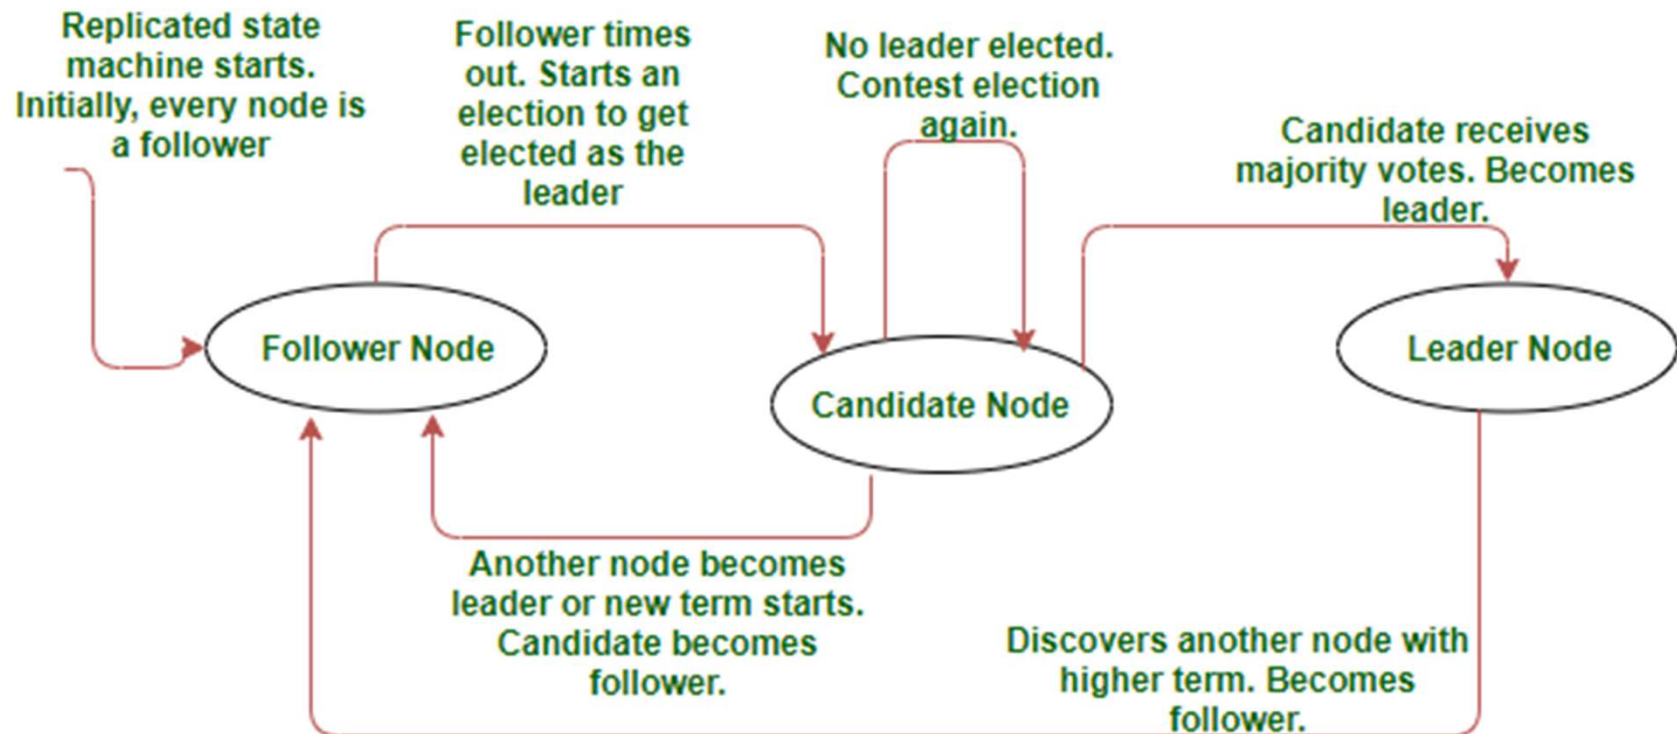 Replicated state
machine starts.
Initially, every node is
a follower
Follower times
out. Starts an
election to get
elected as the
leader
No leader elected.
Contest election
again.
Candidate receives
majority votes. Becomes
leader.
Follower Node
Candidate Node
Leader Node
Another node becomes
leader or new term starts.
Candidate becomes
follower.
Discovers another node with
higher term. Becomes
follower.